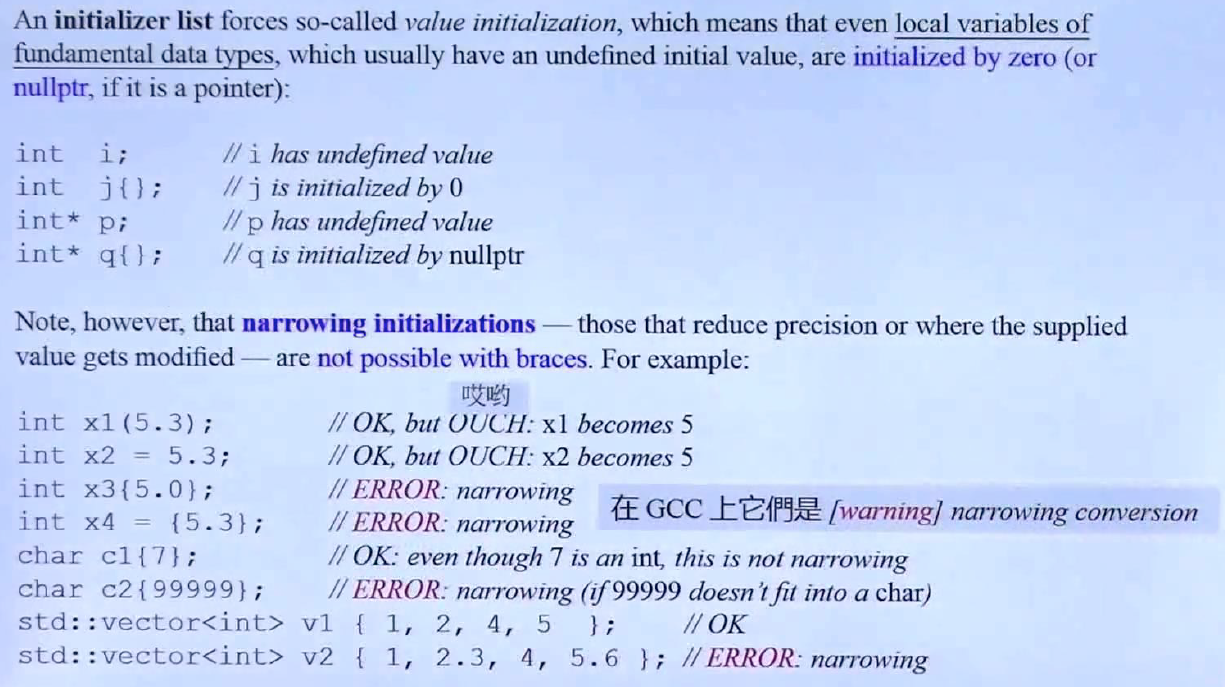 An initializer list forces so-called value initialization, which means that even local variables of
fundamental data types, which usually have an undefined initial value, are initialized by zero (or
nullptr, if it is a pointer):
int i; // i has undefined value
int j{}; // j is initialized by 0
int* p; // p has undefined value
int* q{}; // q is initialized by nullptr
Note, however, that narrowing initializations — those that reduce precision or where the supplied
value gets modified — are not possible with braces. For example:
哎哟
int x1(5.3); // OK, but OUCH: x1 becomes 5
int x2 = 5.3; // OK, but OUCH: x2 becomes 5
int x3{5.0}; // ERROR: narrowing
在 GCC 上它們是 [warning] narrowing conversion
int x4 = {5.3}; // ERROR: narrowing
char c1{7}; // OK: even though 7 is an int, this is not narrowing
char c2{99999}; // ERROR: narrowing (if 99999 doesn't fit into a char)
std::vector<int> v1 { 1, 2, 4, 5 }; // OK
std::vector<int> v2 { 1, 2.3, 4, 5.6 }; // ERROR: narrowing